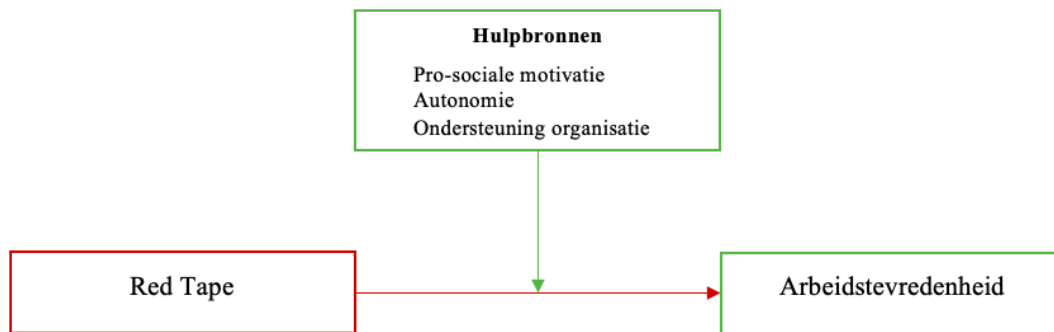 Hulpbronnen
Pro-sociale motivatie
Autonomie
Ondersteuning organisatie
Red Tape
Arbeidstevredenheid